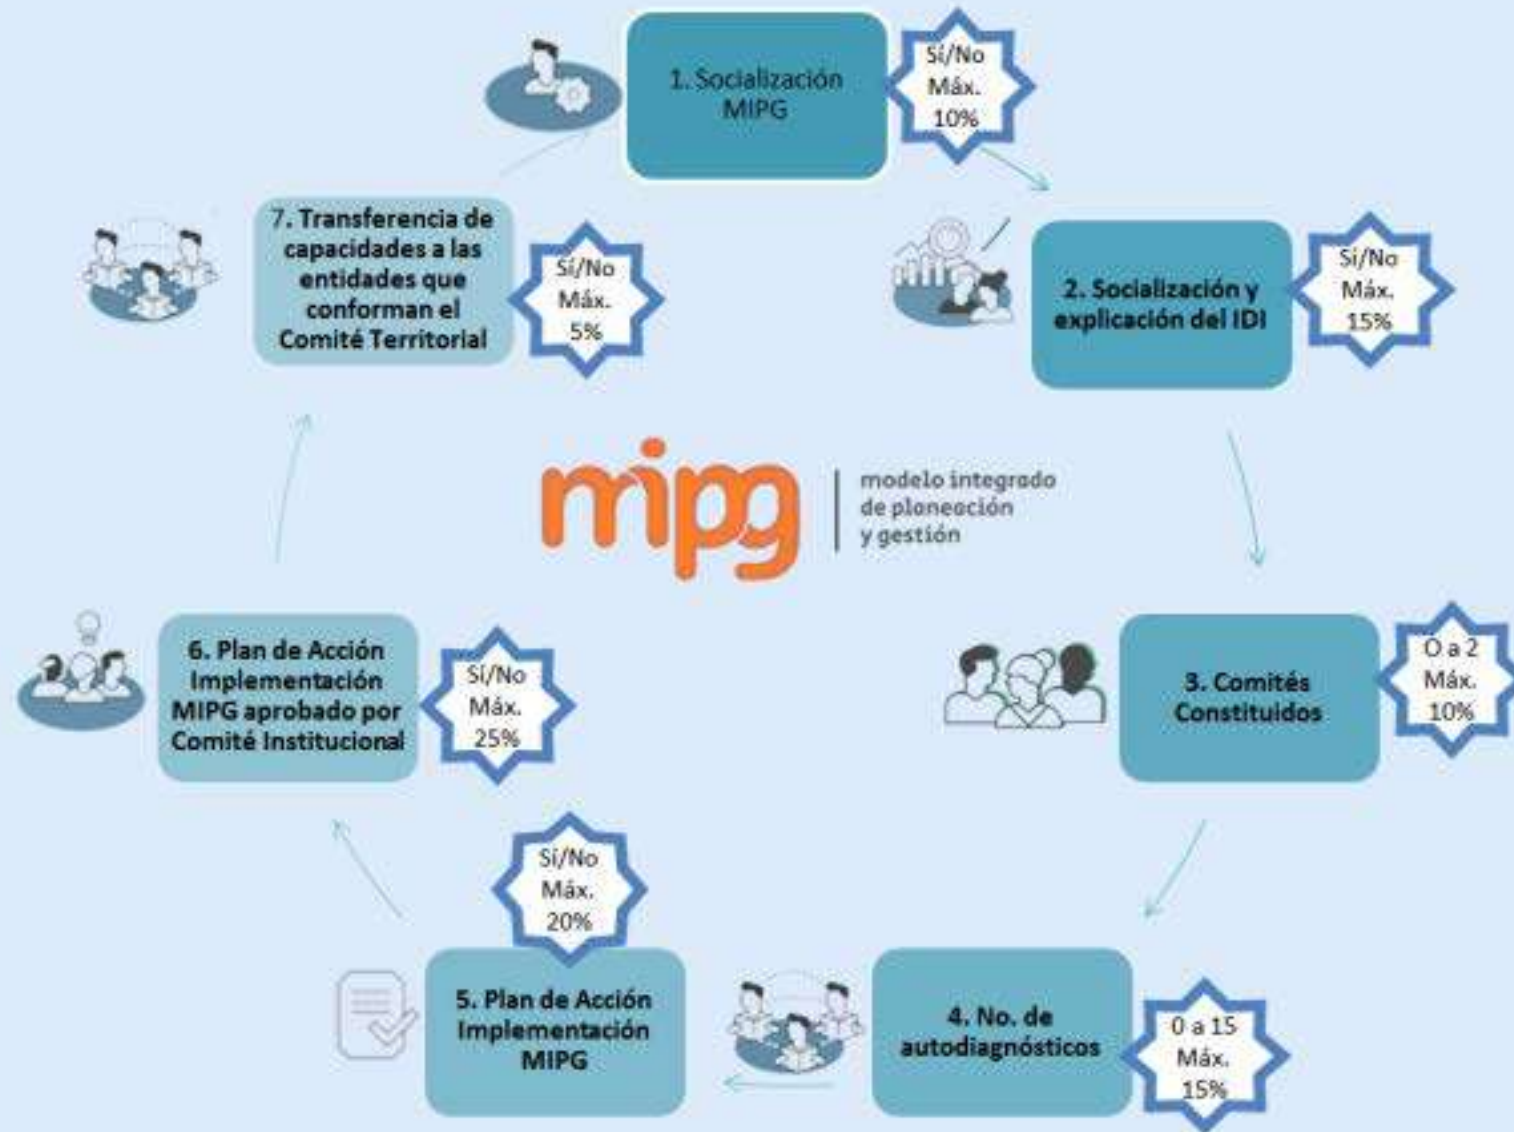 1. Socialización
MIPG
Sí/No
Máx.
10%
2. Socialización y
explicación del IDI
Sí/No
Máx.
15%
3. Comités
Constituidos
O a 2
Máx.
10%
4. No. de
autodiagnósticos
0 a 15
Máx.
15%
5. Plan de Acción
Implementación
MIPG
Sí/No
Máx.
20%
6. Plan de Acción
Implementación
MIPG aprobado por
Comité Institucional
Sí/No
Máx.
25%
7. Transferencia de
capacidades a las
entidades que
conforman el
Comité Territorial
Sí/No
Máx.
5%
mipg
modelo integrado
de planeación
y gestión